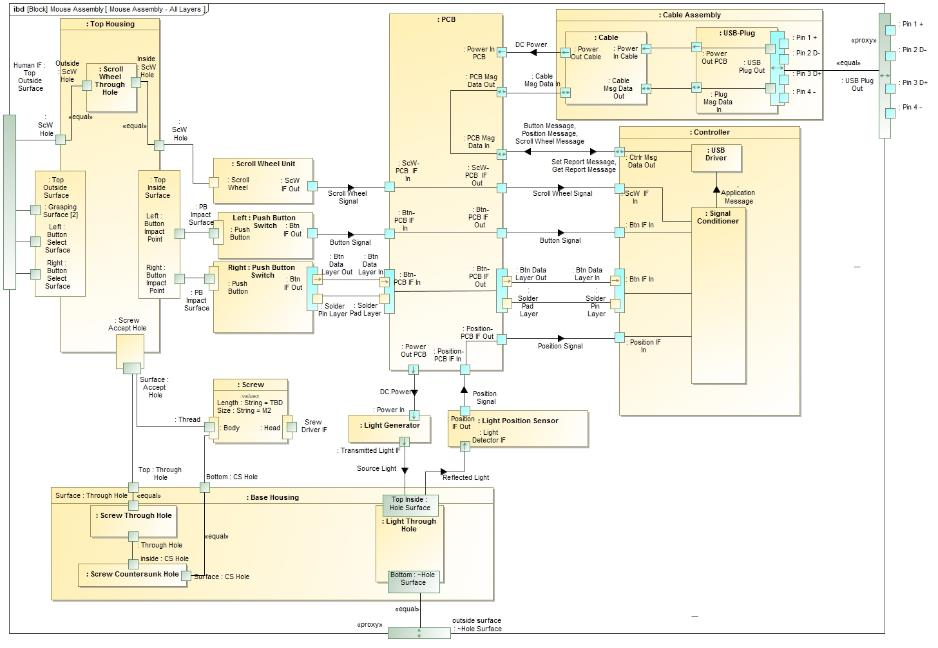 ibd [Block] Mouse Assembly [ Mouse Assembly - All Layers ]
: Top Housing
Human IF :
Top
Outside
Surface
Outside
: ScW
Hole
Inside
: ScW
Hole
: Scroll
Wheel
Through
Hole
«equal»
«equal»
:
ScW
Hole
:
ScW
Hole
: Top
Outside
Surface
: Grasping
Surface [2]
Left :
Button
Select
Surface
Right :
Button
Select
Surface
: Top
Inside
Surface
Left :
Button
Impact
Point
Right :
Button
Impact
Point
: PB
Impact
Surface
: PB
Impact
Surface
: Screw
Accept Hole
Surface :
Accept
Hole
: Scroll Wheel Unit
: Scroll
Wheel
: ScW
IF Out
Scroll Wheel
Signal
Left : Push Button
Switch
: Push
Button
: Btn
IF Out
Button Signal
Right : Push Button
Switch
: Push
Button
: Btn
IF Out
: Btn
Data
Layer Out
: Btn
Data
Layer In
: Solder
Pin Layer
: Solder
Pad Layer
: PCB
: Power In
PCB
: PCB Msg
Data Out
: PCB Msg
Data In
: ScW-
PCB IF
In
: ScW-
PCB IF
Out
: Btn-
PCB IF
In
: Btn-
PCB IF
Out
: Btn-
PCB IF In
: Btn-
PCB IF
Out
: Position-
PCB IF Out
: Power
Out PCB
: Position-
PCB IF In
DC Power
: Cable
Msg Data In
: Cable Assembly
: Cable
: Power
Out Cable
: Power
In Cable
: Cable
Msg Data
Out
: USB-Plug
: Power
Out PCB
: USB
Plug Out
: Plug
Msg Data In
: Pin 1 +
: Pin 2 D-
: Pin 3 D+
: Pin 4 -
«proxy»
«equal»
: USB Plug
Out
: Pin 1 +
: Pin 2 D-
: Pin 3 D+
: Pin 4 -
Button Message,
Position Message,
Scroll Wheel Message
Set Report Message,
Get Report Message
: Controller
: Ctrlr Msg
Data Out
: USB
Driver
: Application
Message
: Signal
Conditioner
Scroll Wheel Signal
: ScW IF
In
Button Signal
: Btn IF In
: Btn Data
Layer Out
: Btn Data
Layer In
: Btn IF In
:
Solder
Pad
Layer
:
Solder
Pin
Layer
Position Signal
: Position IF
In
DC Power
Position
Signal
: Power In
: Light Generator
: Transmitted Light IF
Source Light
Position
IF Out
: Light Position Sensor
: Light
Detector IF
Reflected Light
: Screw
«values»
Length : String = TBD
Size : String = M2
: Thread
: Body
: Head
Srew
Driver IF
Top : Through
Hole
Bottom : CS Hole
: Base Housing
Surface : Through Hole
«equal»
: Screw Through Hole
: Through Hole
Inside : CS Hole
«equal»
: Screw Countersunk Hole
Surface : CS Hole
Top Inside :
Hole Surface
: Light Through
Hole
Bottom : ~Hole
Surface
«equal»
«proxy»
outside surface
: ~Hole Surface